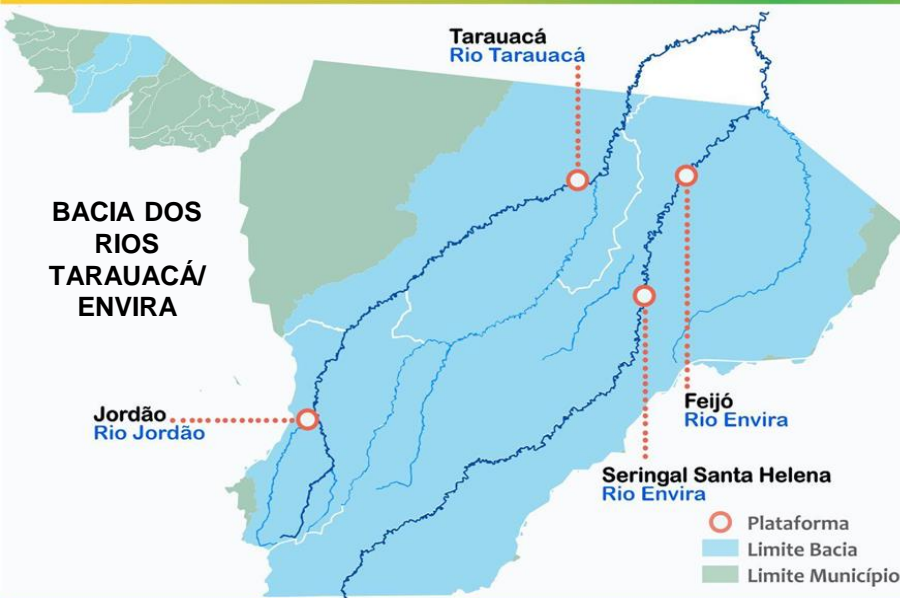 Tarauacá
Rio Tarauacá
BACIA DOS
RIOS
TARAUACÁ/
ENVIRA
Jordão
Rio Jordão
Feijó
Rio Envira
Seringal Santa Helena
Rio Envira
Plataforma
Limite Bacia
Limite Município